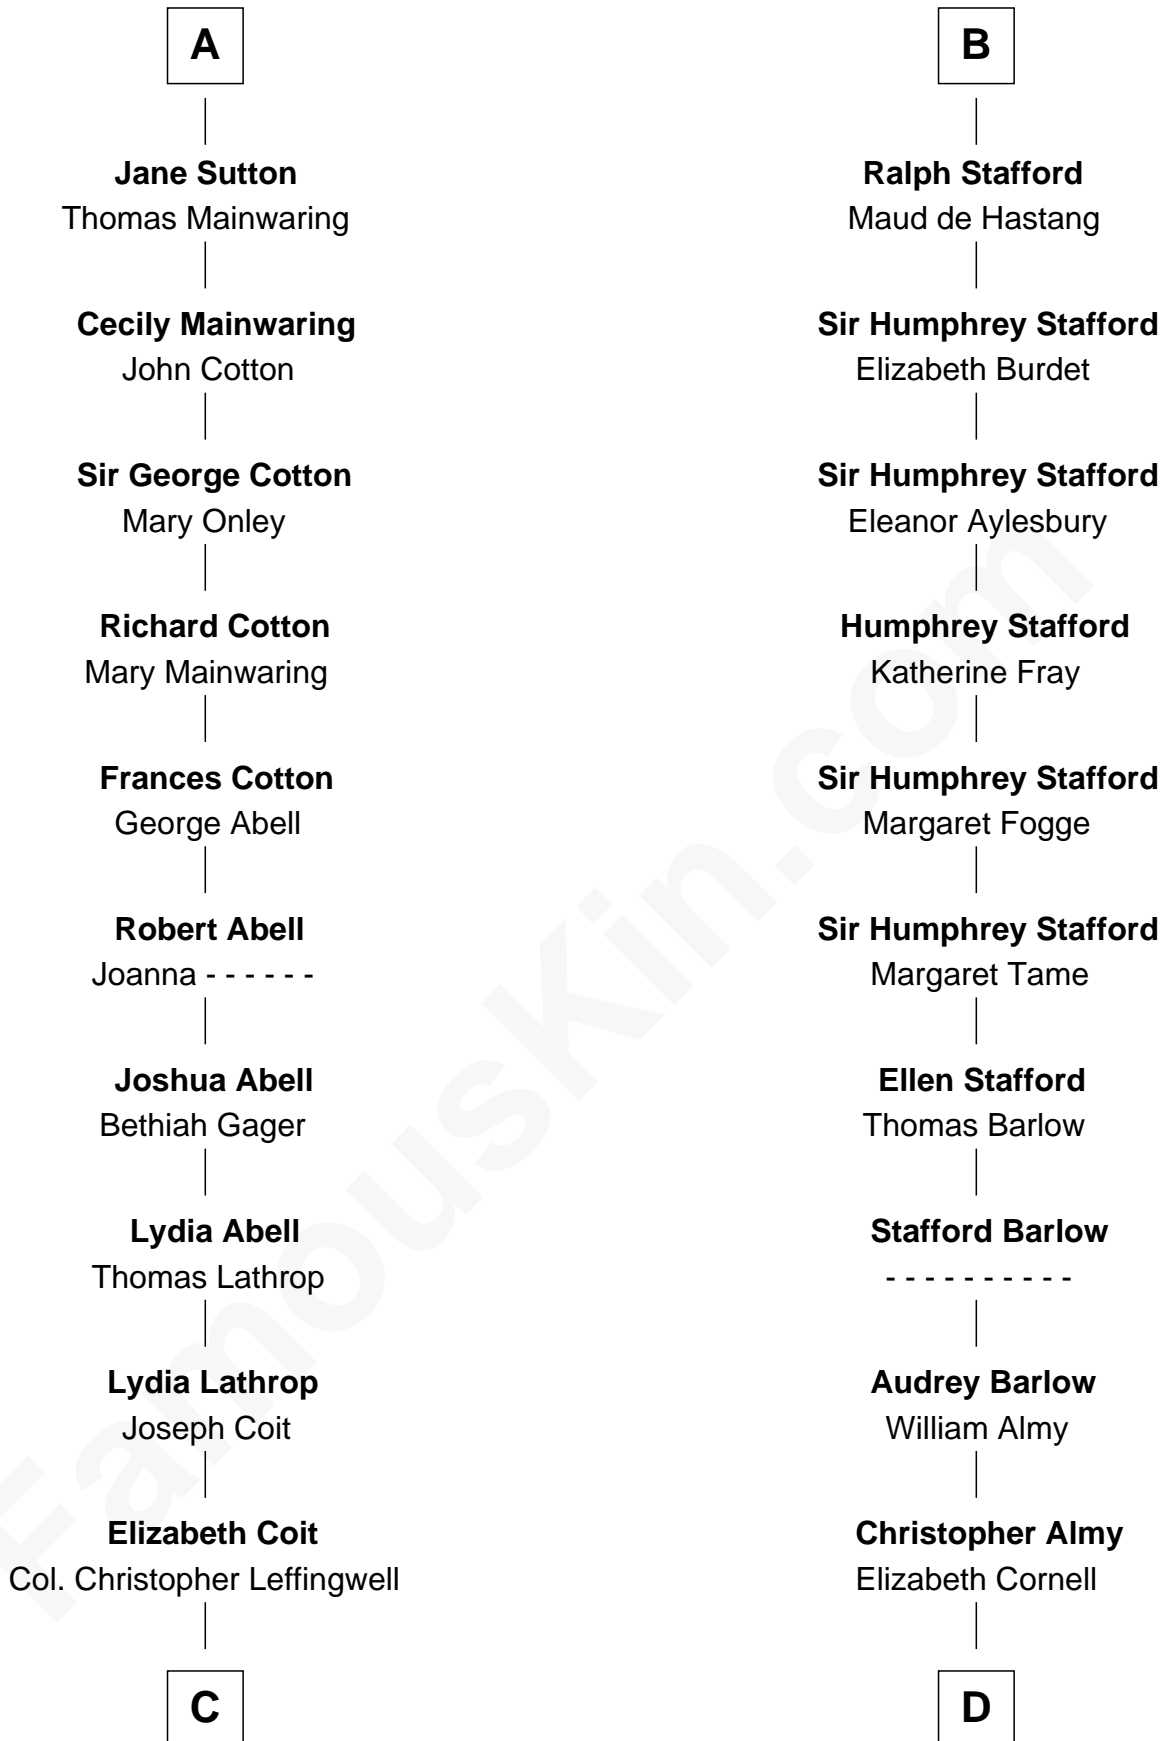 A
Jane Sutton
Thomas Mainwaring
Cecily Mainwaring
John Cotton
Sir George Cotton
Mary Onley
Richard Cotton
Mary Mainwaring
Frances Cotton
George Abell
Robert Abell
Joanna - - - - - -
Joshua Abell
Bethiah Gager
Lydia Abell
Thomas Lathrop
Lydia Lathrop
Joseph Coit
Elizabeth Coit
Col. Christopher Leffingwell
C
B
Ralph Stafford
Maud de Hastang
Sir Humphrey Stafford
Elizabeth Burdet
Sir Humphrey Stafford
Eleanor Aylesbury
Humphrey Stafford
Katherine Fray
Sir Humphrey Stafford
Margaret Fogge
Sir Humphrey Stafford
Margaret Tame
Ellen Stafford
Thomas Barlow
Stafford Barlow
- - - - - - - - - -
Audrey Barlow
William Almy
Christopher Almy
Elizabeth Cornell
D
FamousKin.com